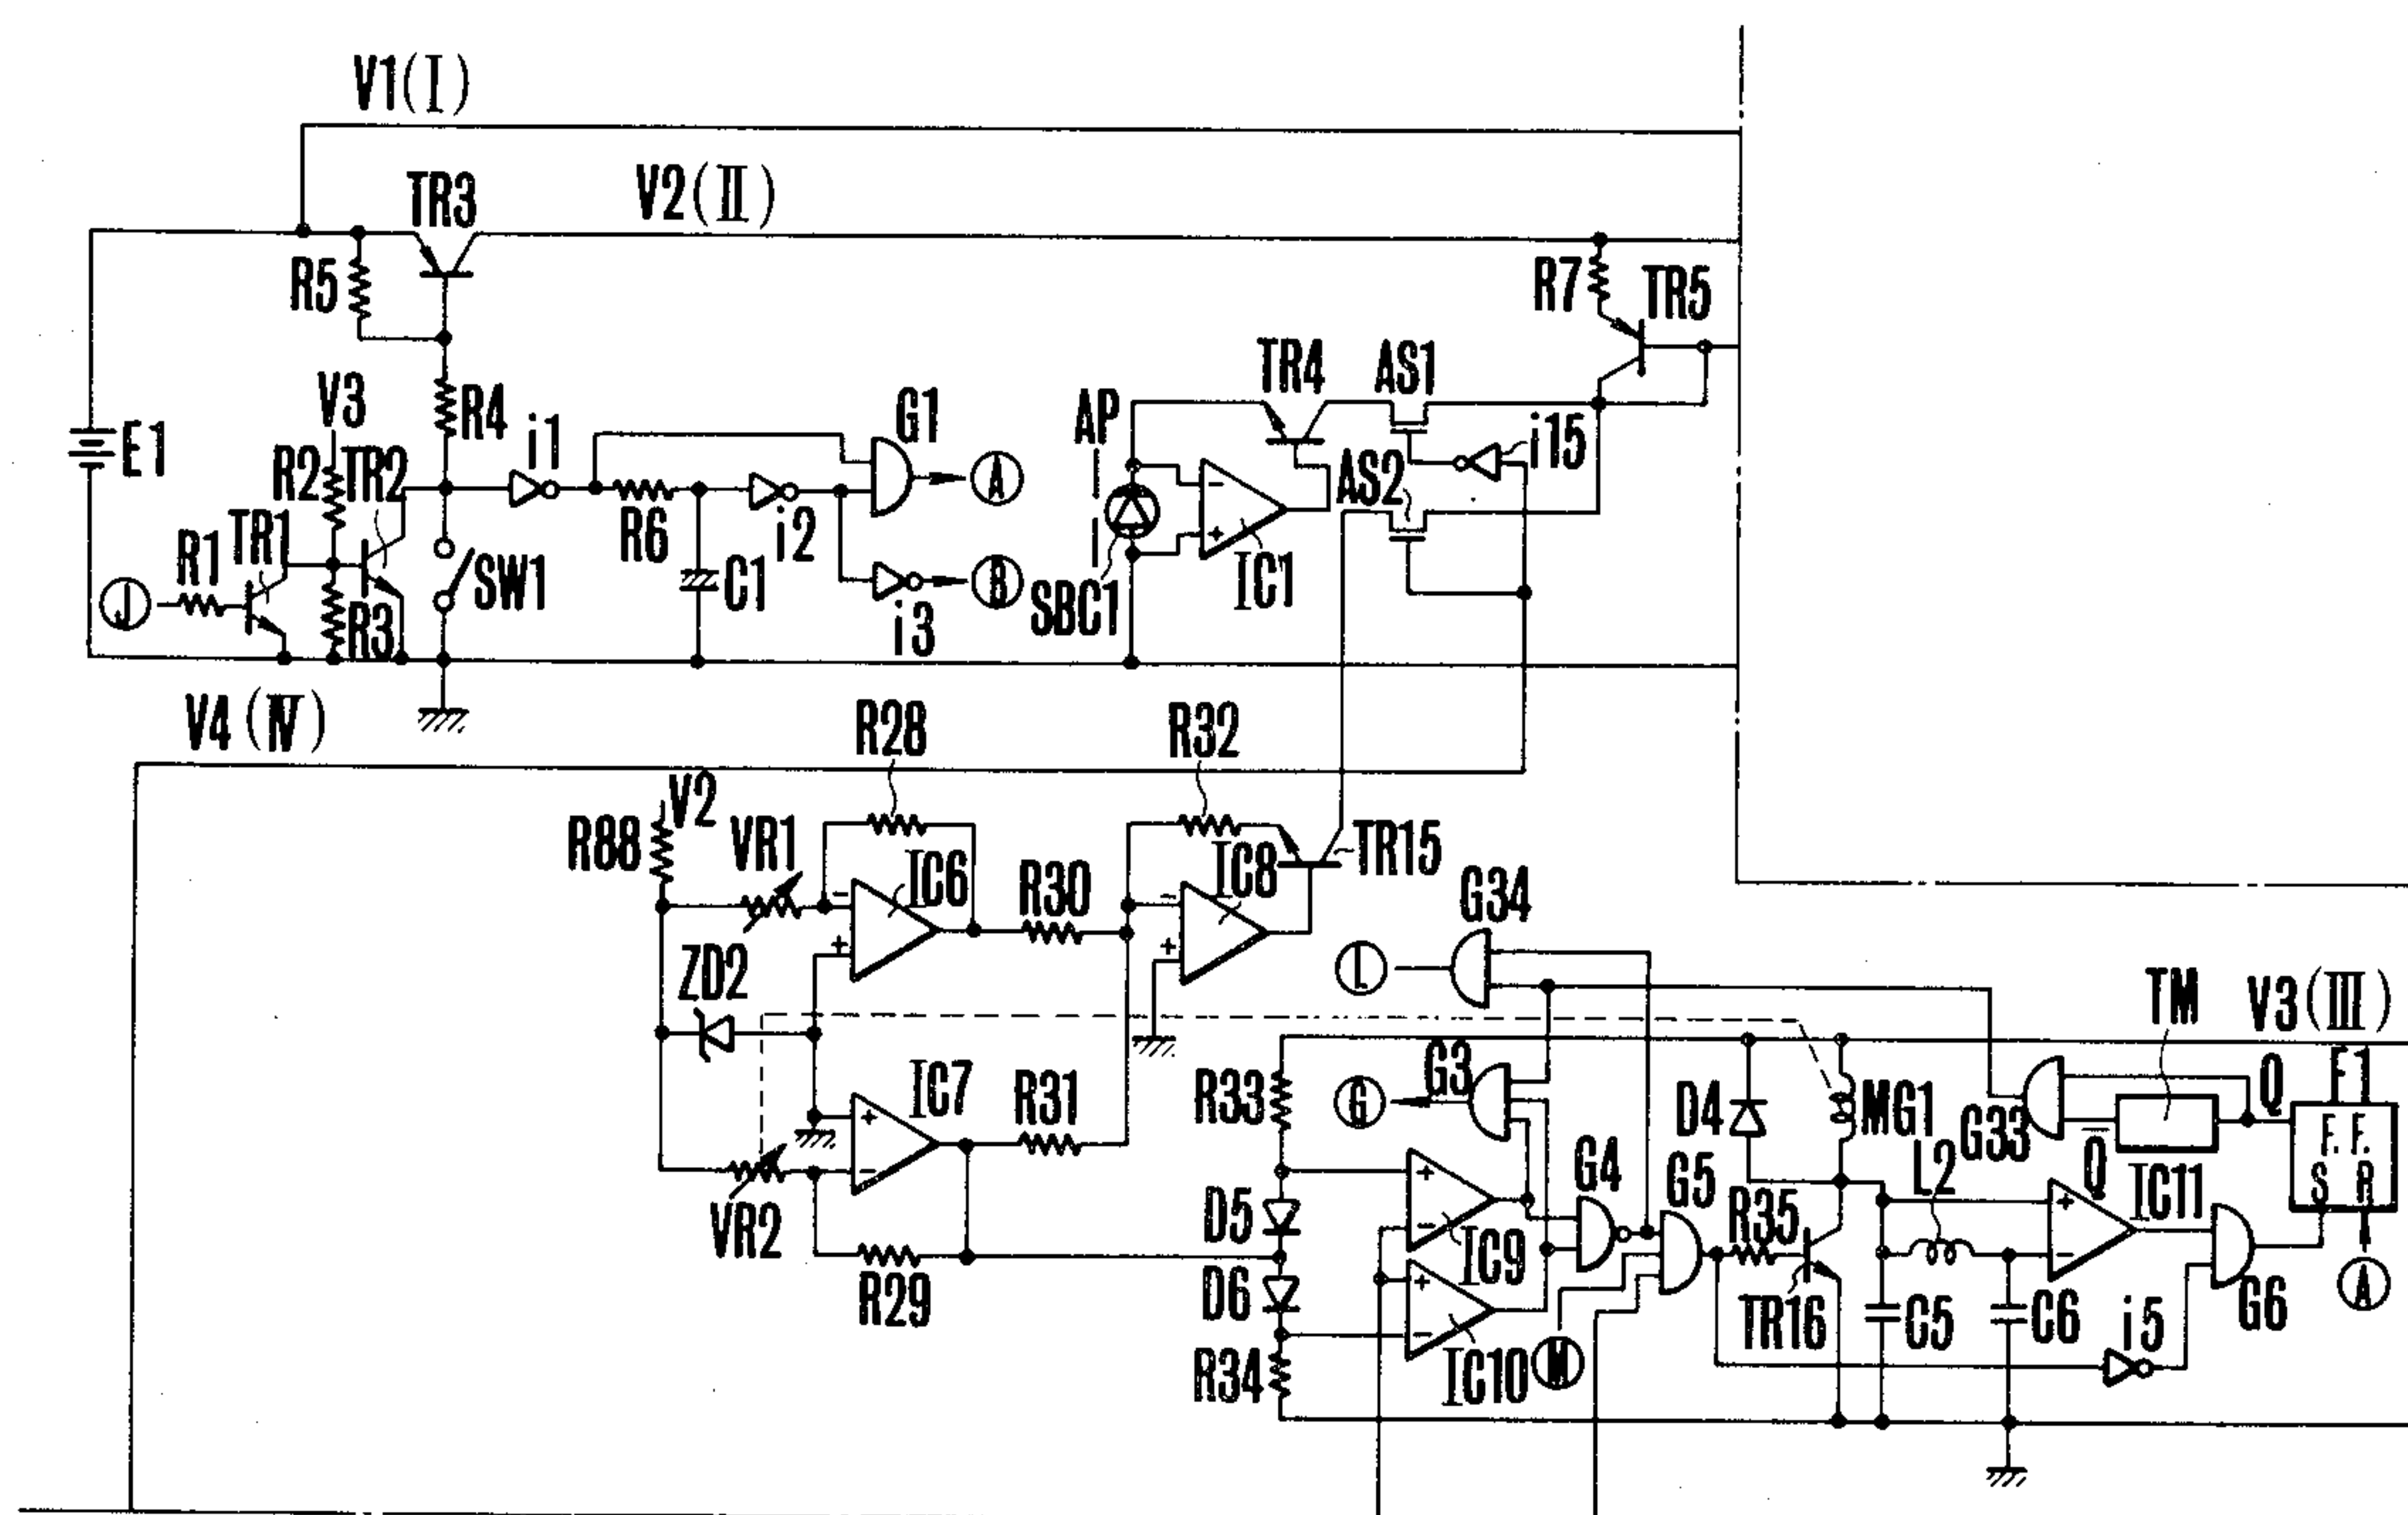 V1(I)
V2(II)
TR3
R5
R7
TR5
V3
R4
TR4
AS1
AP
G1
E1
R2
TR2
i1
A
i15
AS2
R1
TR1
R6
i2
J
SW1
C1
B
SBC1
IC1
R3
i3
V4(IV)
R28
R32
V2
R88
VR1
IC6
IC8
TR15
R30
G34
-
+
-
+
ZD2
L
TM
V3(III)
IC7
R31
R33
G
G3
D4
MG1
G33
Q
F1
F.F.
S R
Q̅
+
-
VR2
R29
D5
+
-
IC9
G4
G5
R35
L2
IC11
+
-
D6
+
-
IC10
R34
M
TR16
C5
C6
i5
G6
A
-
+